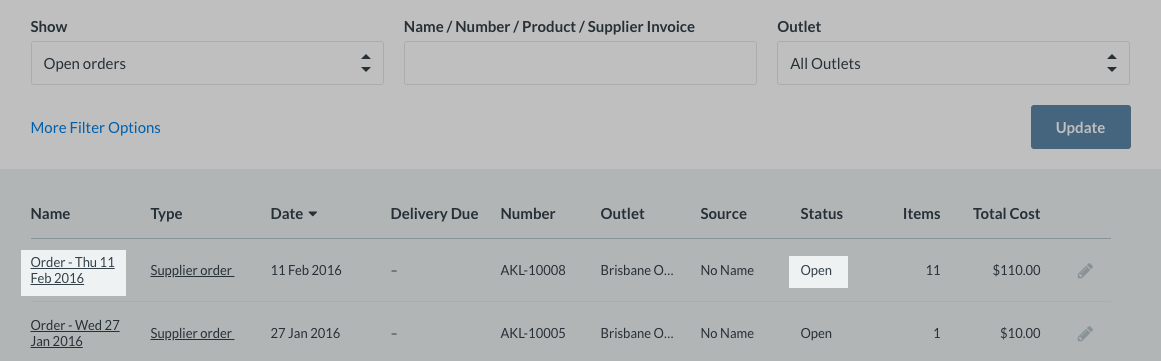 Show Name / Number / Product / Supplier Invoice Outlet
Open orders All Outlets
More Filter Options Update
Name Type Date Delivery Due Number Outlet Source Status Items Total Cost
Order - Thu 11
Feb 2016 Supplier order 11 Feb 2016 – AKL-10008 Brisbane O... No Name Open 11 $110.00
Order - Wed 27
Jan 2016 Supplier order 27 Jan 2016 – AKL-10005 Brisbane O... No Name Open 1 $10.00